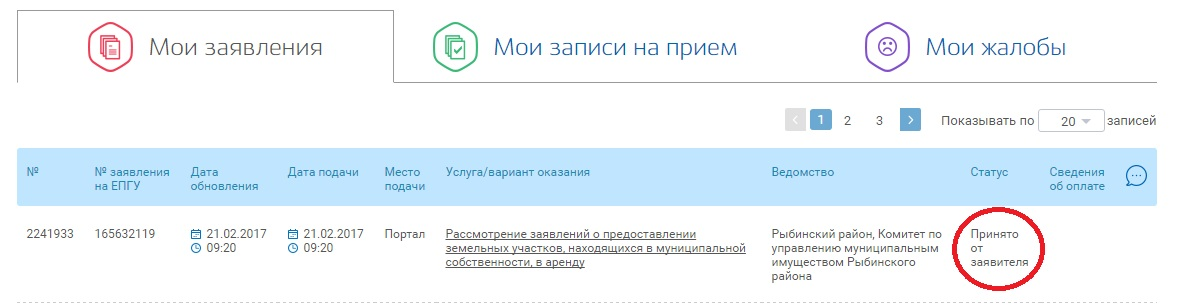 Мои заявления
Мои записи на прием
Мои жалобы
1 2 3 Показывать по 20 записей
№
№ заявления
на ЕПГУ
Дата
обновления
Дата подачи
Место
подачи
Услуга/вариант оказания
Ведомство
Статус
Сведения
об оплате
2241933
165632119
21.02.2017
09:20
21.02.2017
09:20
Портал
Рассмотрение заявлений о предоставлении
земельных участков, находящихся в муниципальной
собственности, в аренду
Рыбинский район, Комитет по
управлению муниципальным
имуществом Рыбинского
района
Принято
от
заявителя